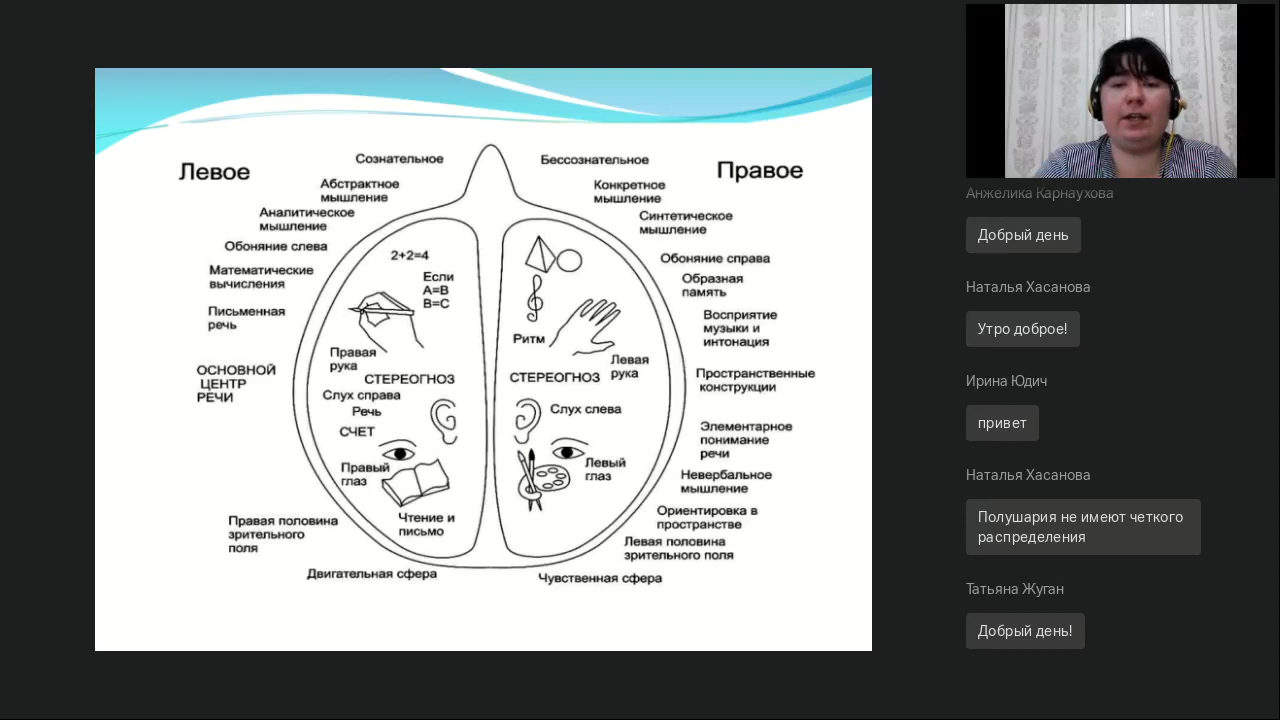 Левое
Сознательное
Абстрактное
мышление
Аналитическое
мышление
Обоняние слева
Математические
вычисления
Письменная
речь
ОСНОВНОЙ
ЦЕНТР
РЕЧИ
Правая половина
зрительного
поля
Двигательная сфера
2+2=4
Если
A=B
B=C
Правая
рука
СТЕРЕОГНОЗ
Слух справа
Речь
СЧЕТ
Правый
глаз
Чтение и
письмо
Бессознательное
Правое
Конкретное
мышление
Синтетическое
мышление
Обоняние справа
Образная
память
Восприятие
музыки и
интонация
Пространственные
конструкции
Элементарное
понимание
речи
Невербальное
мышление
Ориентировка в
пространстве
Левая половина
зрительного поля
Чувственная сфера
Ритм
Левая
рука
СТЕРЕОГНОЗ
Слух слева
Левый
глаз
Анжелика Карнаухова
Добрый день
Наталья Хасанова
Утро доброе!
Ирина Юдич
привет
Наталья Хасанова
Полушария не имеют четкого
распределения
Татьяна Жуган
Добрый день!